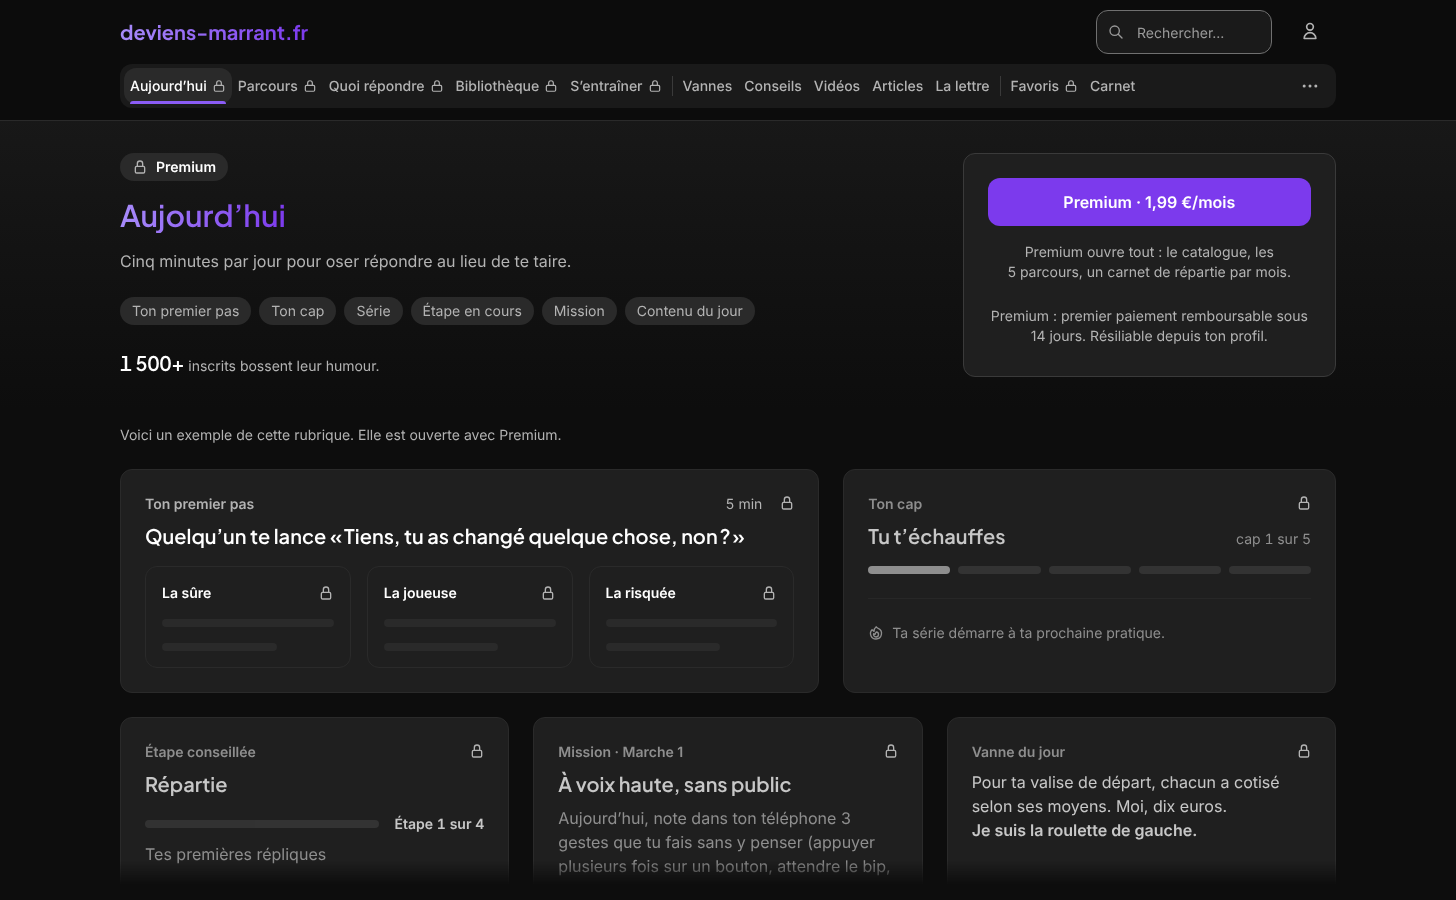 deviens-marrant.fr
Rechercher...
Aujourd’hui Parcours Quoi répondre Bibliothèque S’entraîner Vannes Conseils Vidéos Articles La lettre Favoris Carnet
Premium
Aujourd’hui
Cinq minutes par jour pour oser répondre au lieu de te taire.
Ton premier pas Ton cap Série Étape en cours Mission Contenu du jour
1 500+ inscrits bossent leur humour.
Premium · 1,99 €/mois
Premium ouvre tout : le catalogue, les
5 parcours, un carnet de répartie par mois.
Premium : premier paiement remboursable sous
14 jours. Résiliable depuis ton profil.
Voici un exemple de cette rubrique. Elle est ouverte avec Premium.
Ton premier pas 5 min
Quelqu’un te lance « Tiens, tu as changé quelque chose, non ? »
La sûre La joueuse La risquée
Ton cap
Tu t’échauffes cap 1 sur 5
Ta série démarre à ta prochaine pratique.
Étape conseillée
Répartie
Étape 1 sur 4
Tes premières répliques
Mission · Marche 1
À voix haute, sans public
Aujourd’hui, note dans ton téléphone 3
gestes que tu fais sans y penser (appuyer
plusieurs fois sur un bouton, attendre le bip,
Vanne du jour
Pour ta valise de départ, chacun a cotisé
selon ses moyens. Moi, dix euros.
Je suis la roulette de gauche.